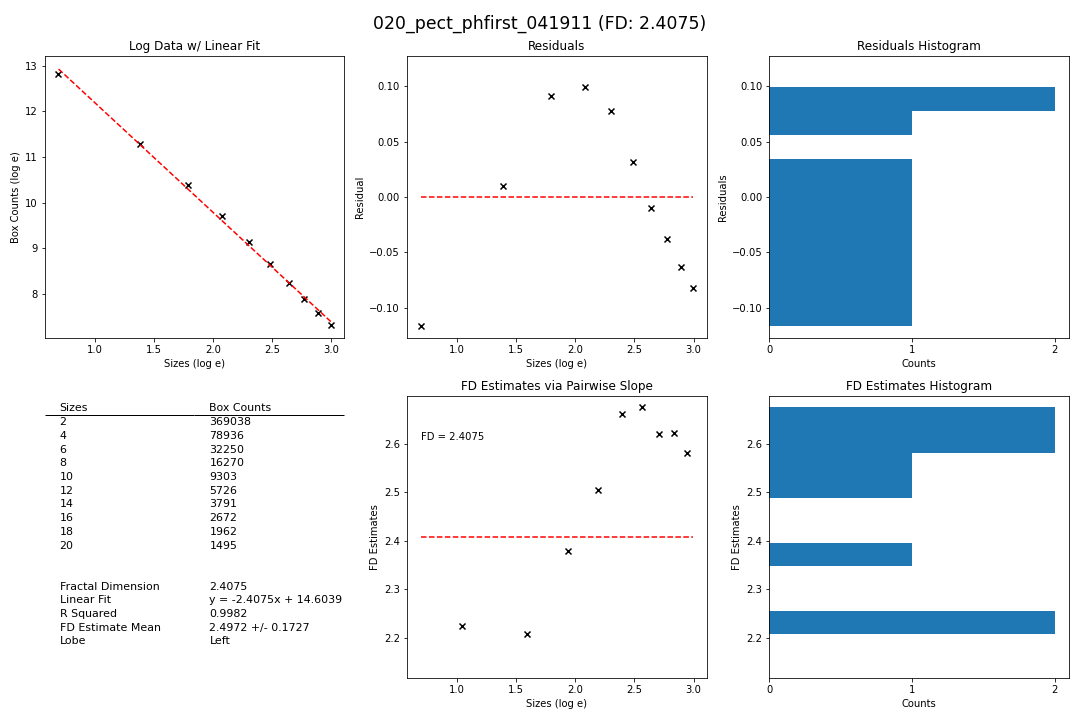 020_pect_phfirst_041911 (FD: 2.4075)
Log Data w/ Linear Fit
13
12
11
10
9
8
Box Counts (log e)
1.0 1.5 2.0 2.5 3.0
Sizes (log e)
Residuals
0.10
0.05
0.00
−0.05
−0.10
Residual
1.0 1.5 2.0 2.5 3.0
Sizes (log e)
Residuals Histogram
0.10
0.05
0.00
−0.05
−0.10
Residuals
0 1 2
Counts
Sizes Box Counts
2 369038
4 78936
6 32250
8 16270
10 9303
12 5726
14 3791
16 2672
18 1962
20 1495
Fractal Dimension 2.4075
Linear Fit y = -2.4075x + 14.6039
R Squared 0.9982
FD Estimate Mean 2.4972 +/- 0.1727
Lobe Left
FD Estimates via Pairwise Slope
FD = 2.4075
2.6
2.5
2.4
2.3
2.2
FD Estimates
1.0 1.5 2.0 2.5 3.0
Sizes (log e)
FD Estimates Histogram
2.6
2.5
2.4
2.3
2.2
FD Estimates
0 1 2
Counts